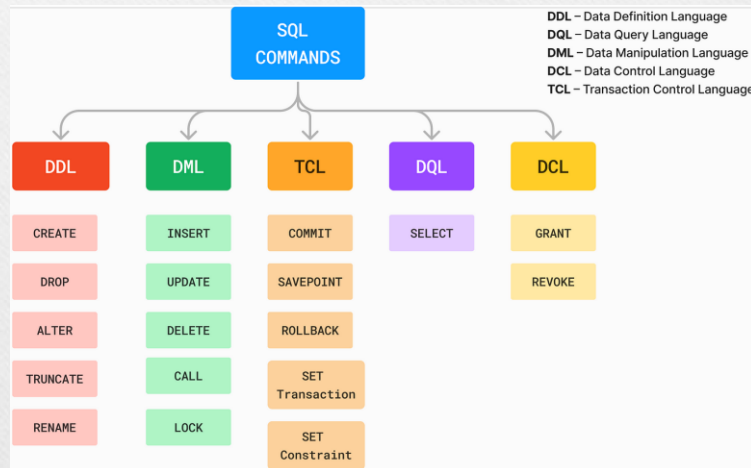 SQL
COMMANDS
DDL – Data Definition Language
DQL – Data Query Language
DML – Data Manipulation Language
DCL – Data Control Language
TCL – Transaction Control Language
DDL
DML
TCL
DQL
DCL
CREATE
INSERT
COMMIT
SELECT
GRANT
DROP
UPDATE
SAVEPOINT
REVOKE
ALTER
DELETE
ROLLBACK
TRUNCATE
CALL
SET
Transaction
RENAME
LOCK
SET
Constraint